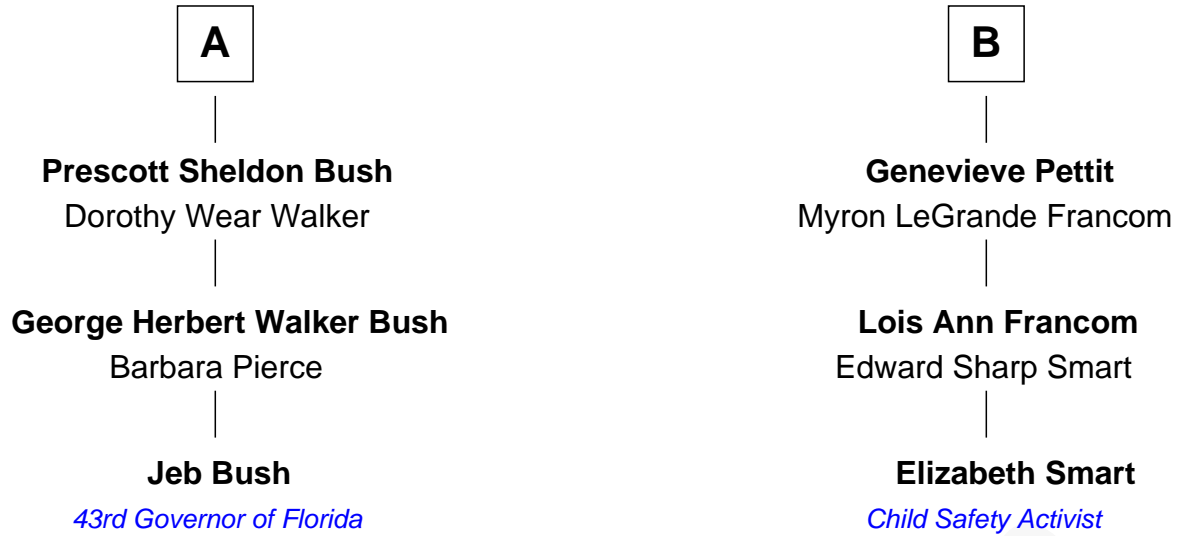 A
B
Prescott Sheldon Bush
Dorothy Wear Walker
Genevieve Pettit
Myron LeGrande Francom
George Herbert Walker Bush
Barbara Pierce
Lois Ann Francom
Edward Sharp Smart
Jeb Bush
43rd Governor of Florida
Elizabeth Smart
Child Safety Activist